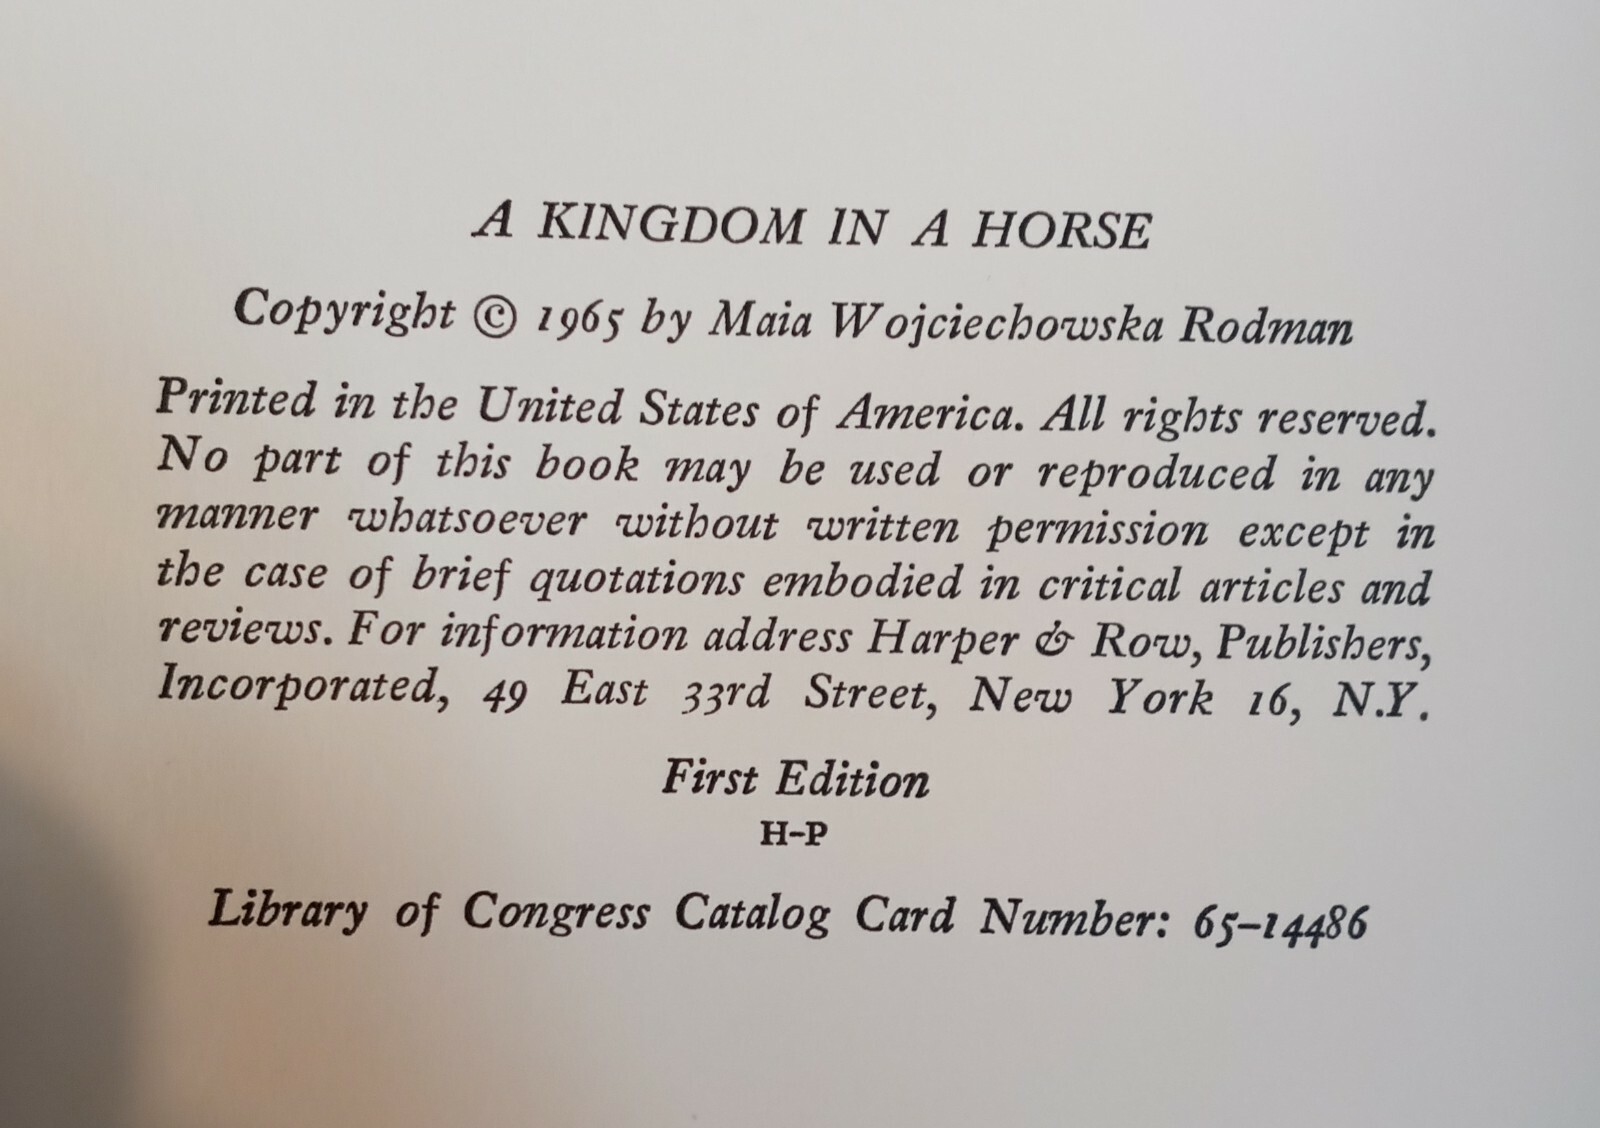 A KINGDOM IN A HORSE
Copyright © 1965 by Maia Wojciechowska Rodman
Printed in the United States of America. All rights reserved.
No part of this book may be used or reproduced in any
manner whatsoever without written permission except in
the case of brief quotations embodied in critical articles and
reviews. For information address Harper & Row, Publishers,
Incorporated, 49 East 33rd Street, New York 16, N.Y.
First Edition
H-P
Library of Congress Catalog Card Number: 65-14486